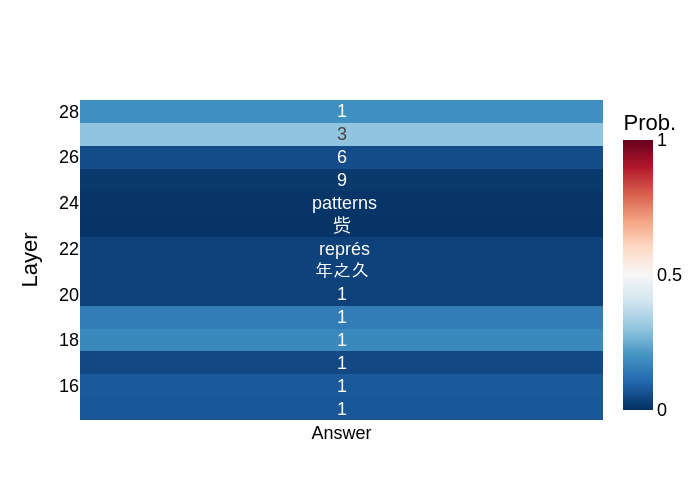 Prob.
28 1 1
3
26 6
9
24 patterns
赀
Layer
22 représ 0.5
年之久
20 1
1
18 1
1
16 1
1 0
Answer